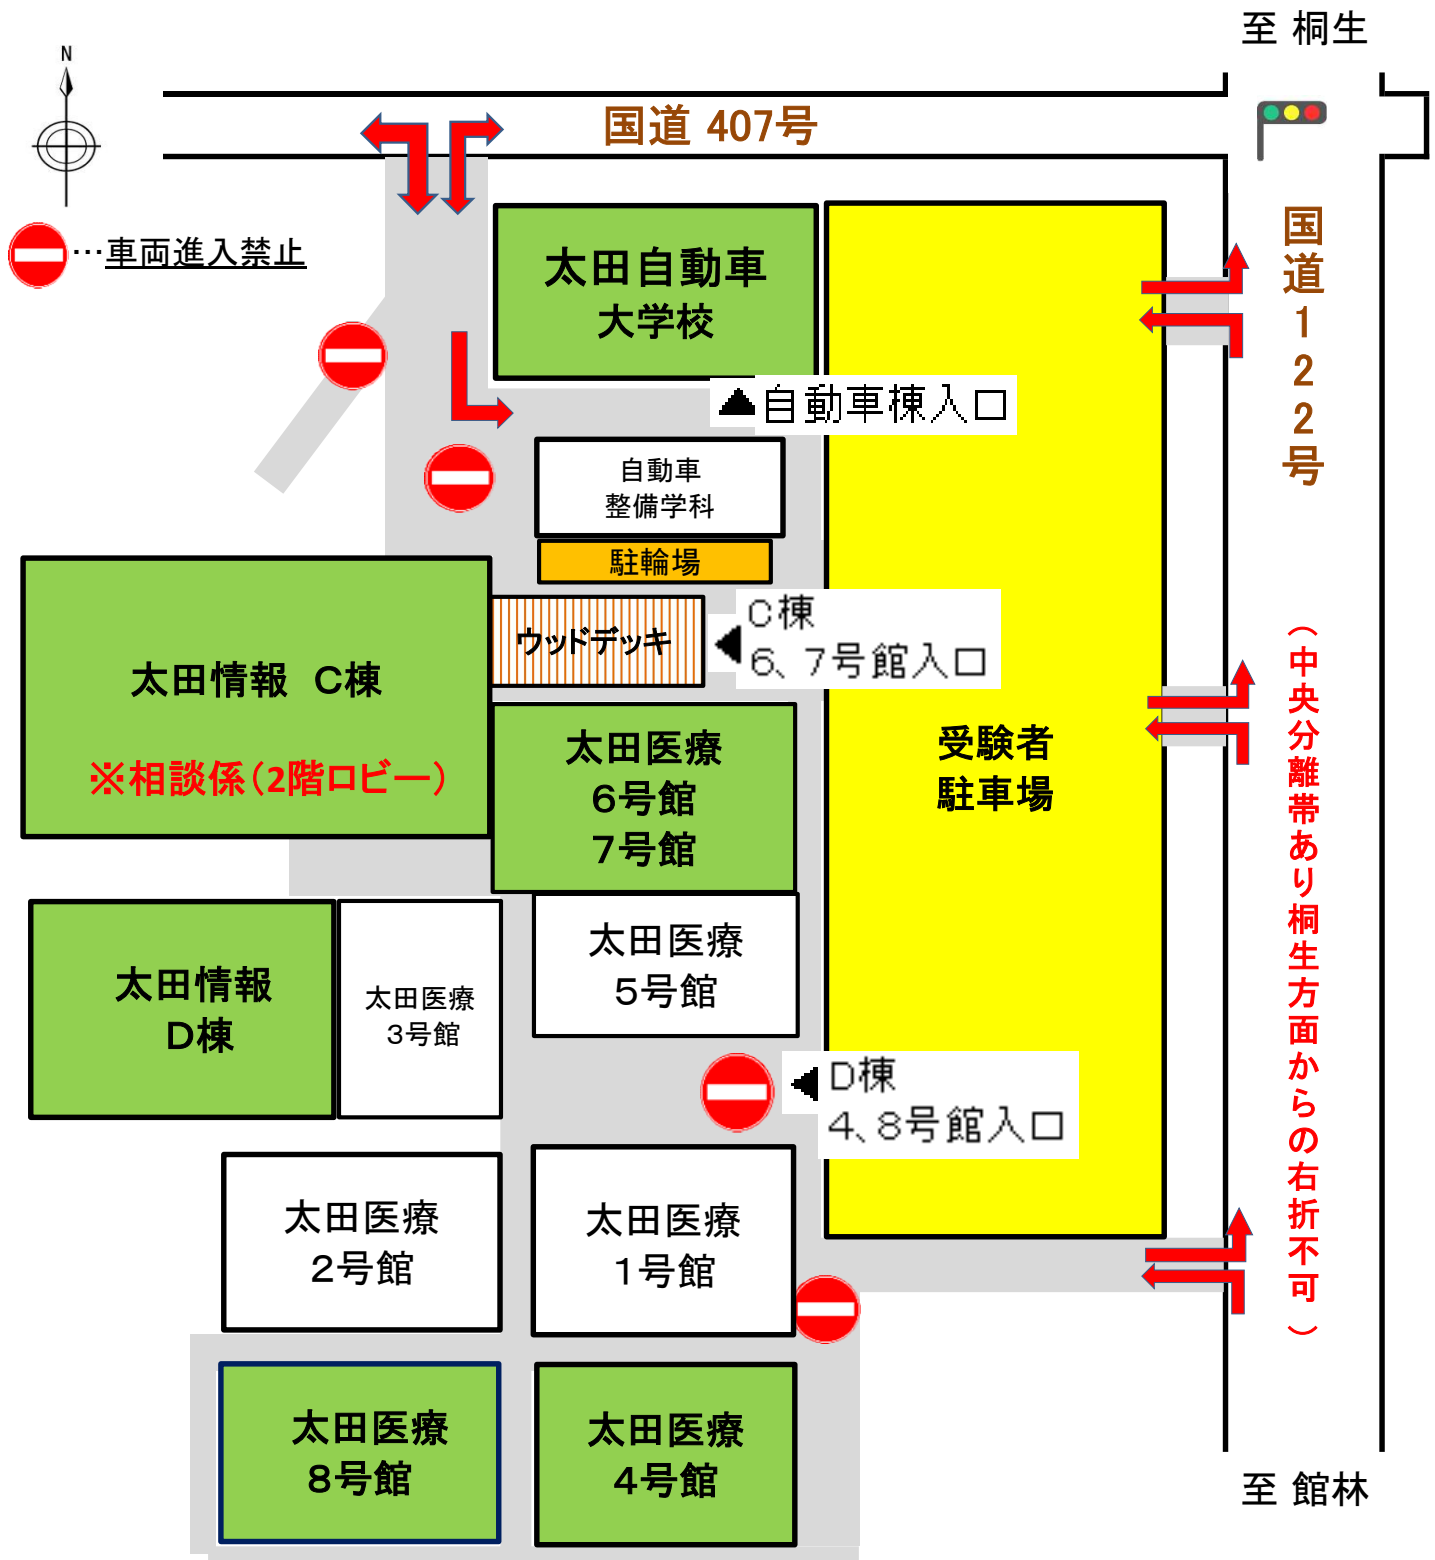 至 桐生
N
国道 407号
…車両進入禁止
国道122号
太田自動車
大学校
▲自動車棟入口
自動車
整備学科
駐輪場
ウッドデッキ
◀C棟
6、7号館入口
太田情報 C棟
※相談係（2階ロビー）
太田医療
6号館
7号館
受験者
駐車場
（中央分離帯あり桐生方面からの右折不可）
太田医療
5号館
太田情報
D棟
太田医療
3号館
◀D棟
4、8号館入口
太田医療
2号館
太田医療
1号館
太田医療
8号館
太田医療
4号館
至 館林